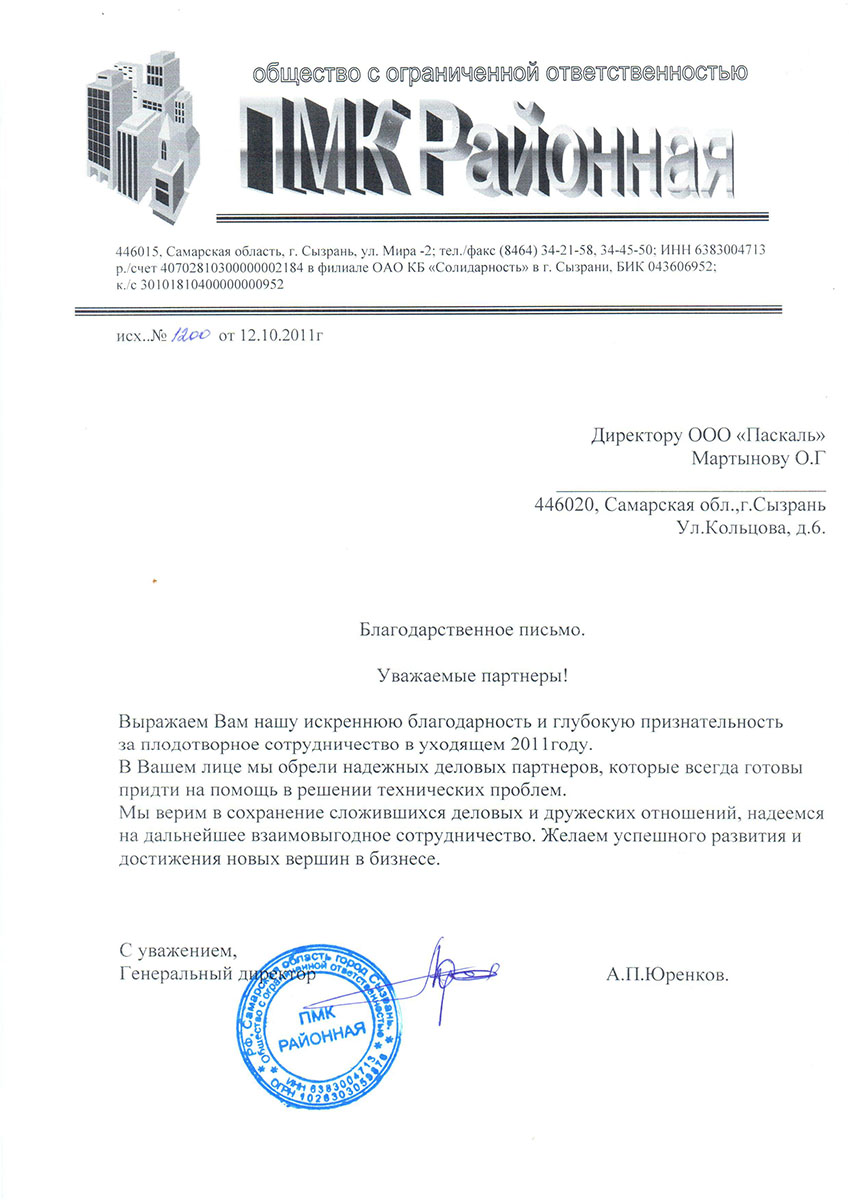 общество с ограниченной ответственностью
ПМК Районная
446015, Самарская область, г. Сызрань, ул. Мира -2; тел./факс (8464) 34-21-58, 34-45-50; ИНН 6383004713
р./счет 40702810300000002184 в филиале ОАО КБ «Солидарность» в г. Сызрани, БИК 043606952;
к./с 30101810400000000952
исх..№ 1200 от 12.10.2011г
Директору ООО «Паскаль»
Мартынову О.Г
446020, Самарская обл.,г.Сызрань
Ул.Кольцова, д.6.
Благодарственное письмо.
Уважаемые партнеры!
Выражаем Вам нашу искреннюю благодарность и глубокую признательность
за плодотворное сотрудничество в уходящем 2011году.
В Вашем лице мы обрели надежных деловых партнеров, которые всегда готовы
придти на помощь в решении технических проблем.
Мы верим в сохранение сложившихся деловых и дружеских отношений, надеемся
на дальнейшее взаимовыгодное сотрудничество. Желаем успешного развития и
достижения новых вершин в бизнесе.
С уважением,
Генеральный директор
А.П.Юренков.
РФ, Самарская область город Сызрань
Общество с ограниченной ответственностью
ПМК
РАЙОННАЯ
ИНН 6383004713
ОГРН